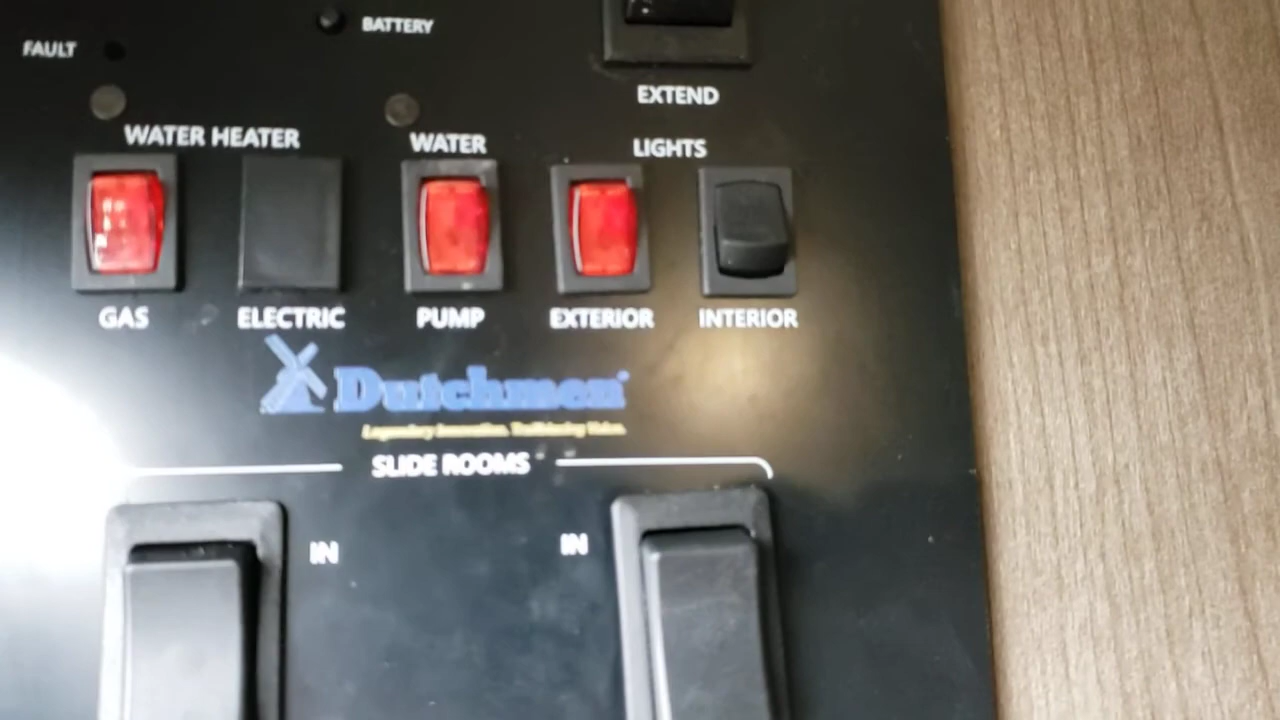 BATTERY
FAULT
EXTEND
WATER HEATER
WATER
LIGHTS
GAS
ELECTRIC
PUMP
EXTERIOR
INTERIOR
Dutchmen
SLIDE ROOMS
IN
IN